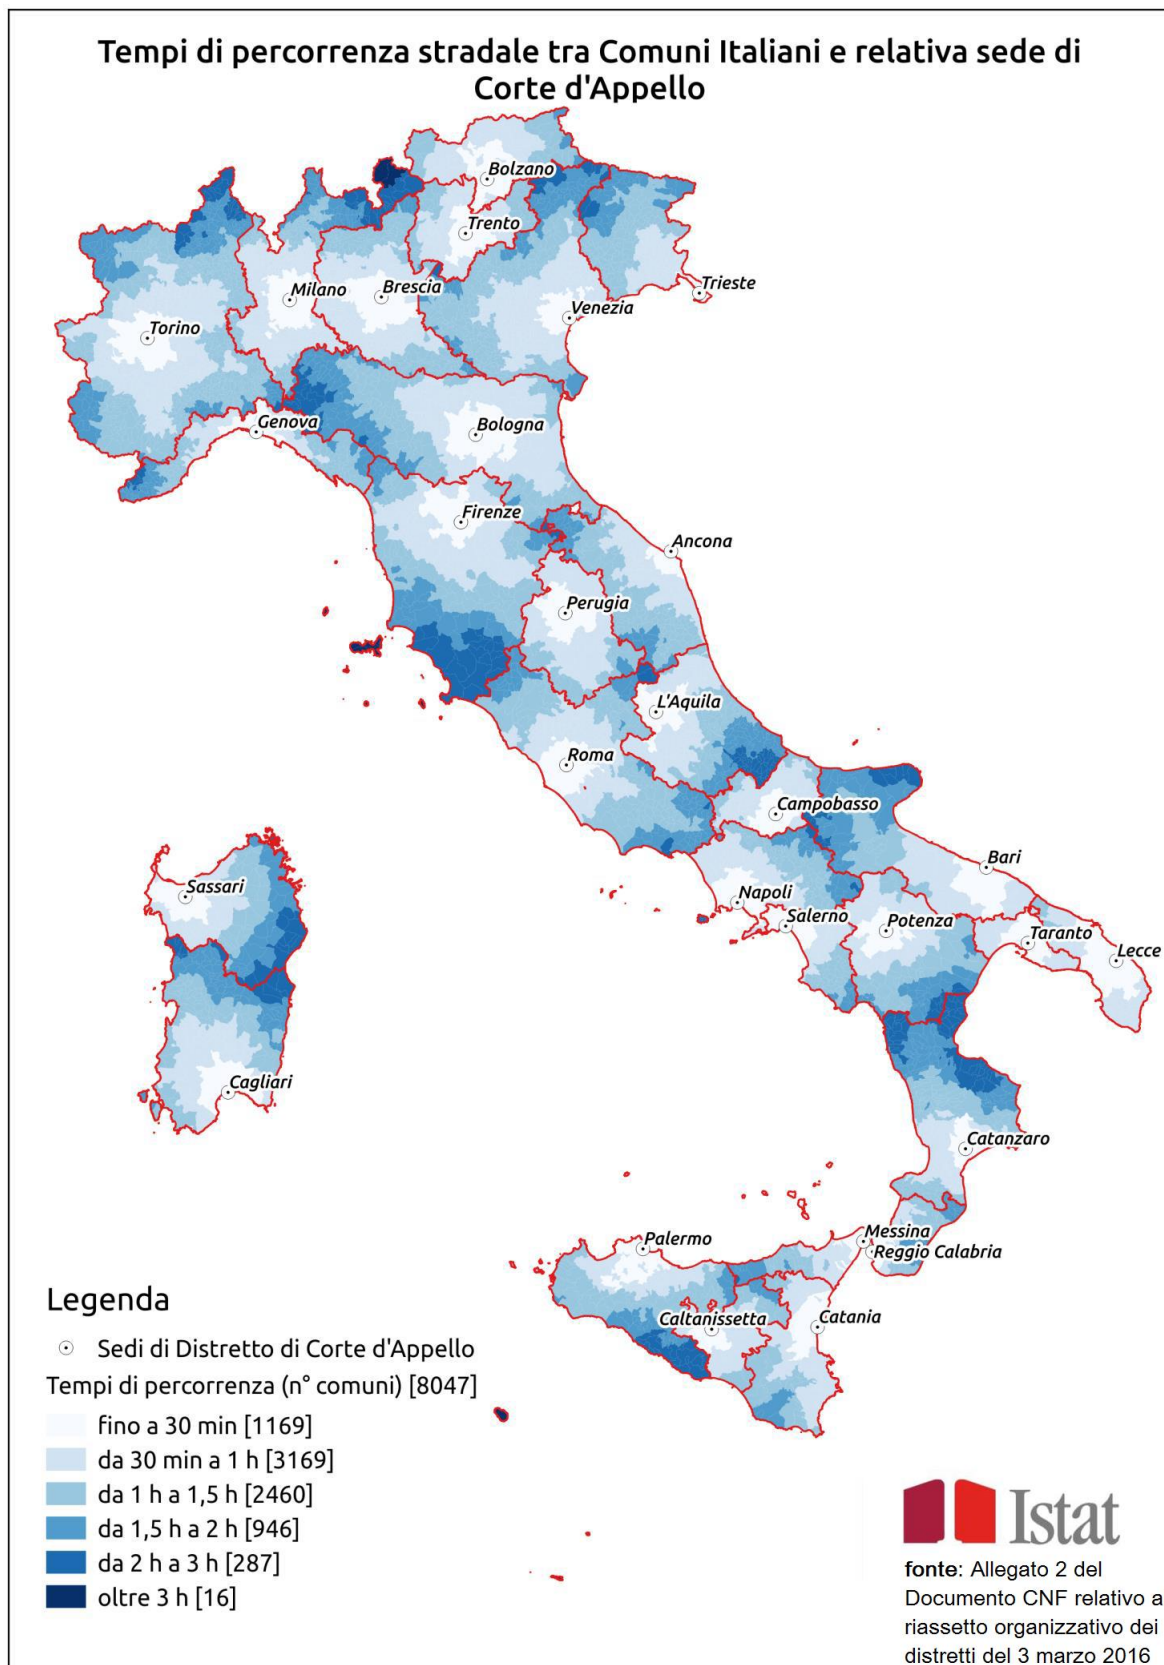 Tempi di percorrenza stradale tra Comuni Italiani e relativa sede di
Corte d'Appello
Bolzano
Trento
Trieste
Milano
Brescia
Venezia
Torino
Genova
Bologna
Firenze
Ancona
Perugia
L'Aquila
Roma
Campobasso
Bari
Sassari
Napoli
Salerno
Potenza
Taranto
Lecce
Cagliari
Catanzaro
Messina
Palermo
Reggio Calabria
Caltanissetta
Catania
Legenda
Sedi di Distretto di Corte d'Appello
Tempi di percorrenza (n° comuni) [8047]
fino a 30 min [1169]
da 30 min a 1 h [3169]
da 1 h a 1,5 h [2460]
da 1,5 h a 2 h [946]
da 2 h a 3 h [287]
oltre 3 h [16]
Istat
fonte: Allegato 2 del
Documento CNF relativo a
riassetto organizzativo dei
distretti del 3 marzo 2016